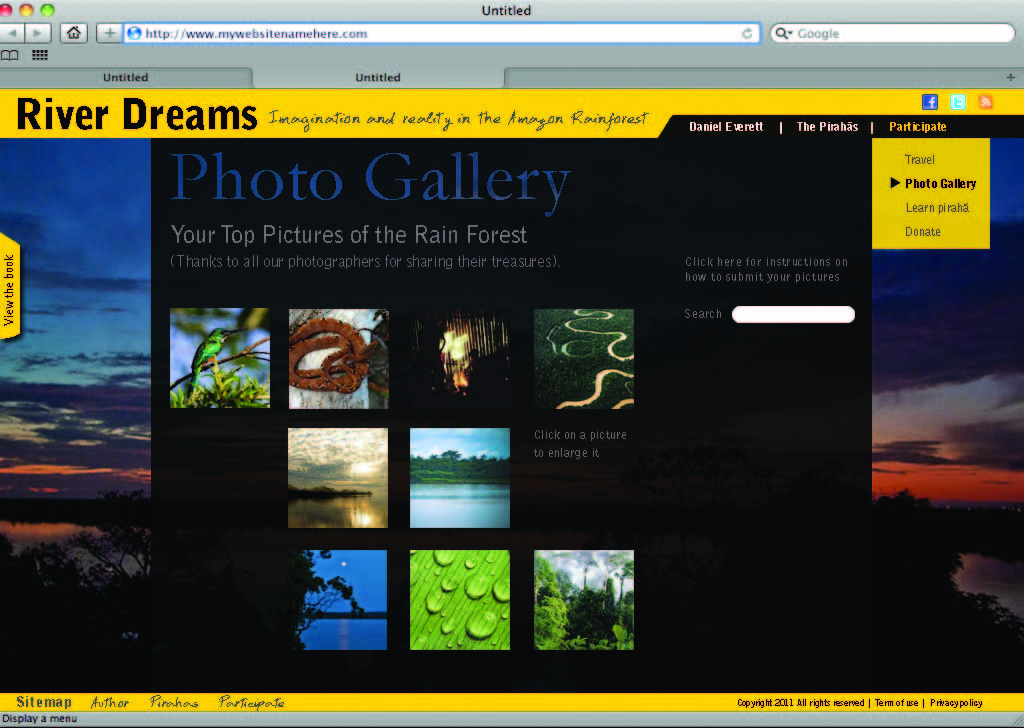 Untitled
http://www.mywebsitenamehere.com
Google
Untitled
Untitled
River Dreams
Imagination and reality in the Amazon Rainforest
Daniel Everett | The Pirahãs | Participate
Travel
Photo Gallery
Learn pirahã
Donate
View the book
Photo Gallery
Your Top Pictures of the Rain Forest
(Thanks to all our photographers for sharing their treasures).
Click here for instructions on
how to submit your pictures
Search
Click on a picture
to enlarge it
Sitemap Author Pirahas Participate
Copyright 2011 All rights reserved | Term of use | Privacy policy
Display a menu